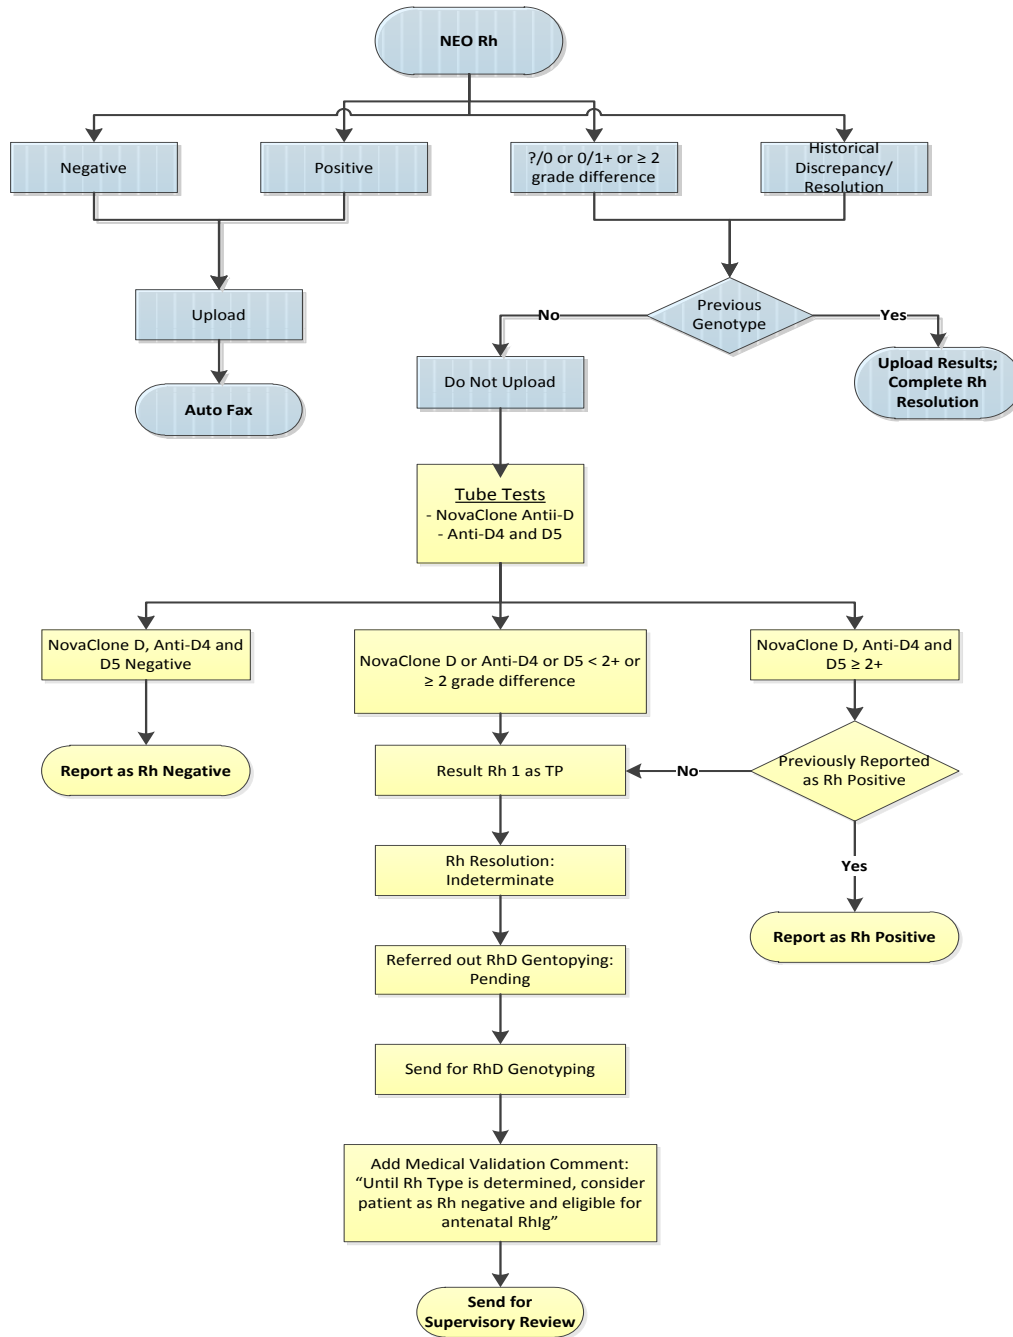 NEO Rh
Negative
Positive
?/0 or 0/1+ or ≥ 2
grade difference
Historical
Discrepancy/
Resolution
Upload
Auto Fax
Previous
Genotype
No
Yes
Do Not Upload
Upload Results;
Complete Rh
Resolution
Tube Tests
- NovaClone Antii-D
- Anti-D4 and D5
NovaClone D, Anti-D4 and
D5 Negative
NovaClone D or Anti-D4 or D5 < 2+ or
≥ 2 grade difference
NovaClone D, Anti-D4 and
D5 ≥ 2+
Report as Rh Negative
Result Rh 1 as TP
No
Previously Reported
as Rh Positive
Yes
Rh Resolution:
Indeterminate
Report as Rh Positive
Referred out RhD Gentopying:
Pending
Send for RhD Genotyping
Add Medical Validation Comment:
“Until Rh Type is determined, consider
patient as Rh negative and eligible for
antenatal RhIg”
Send for
Supervisory Review